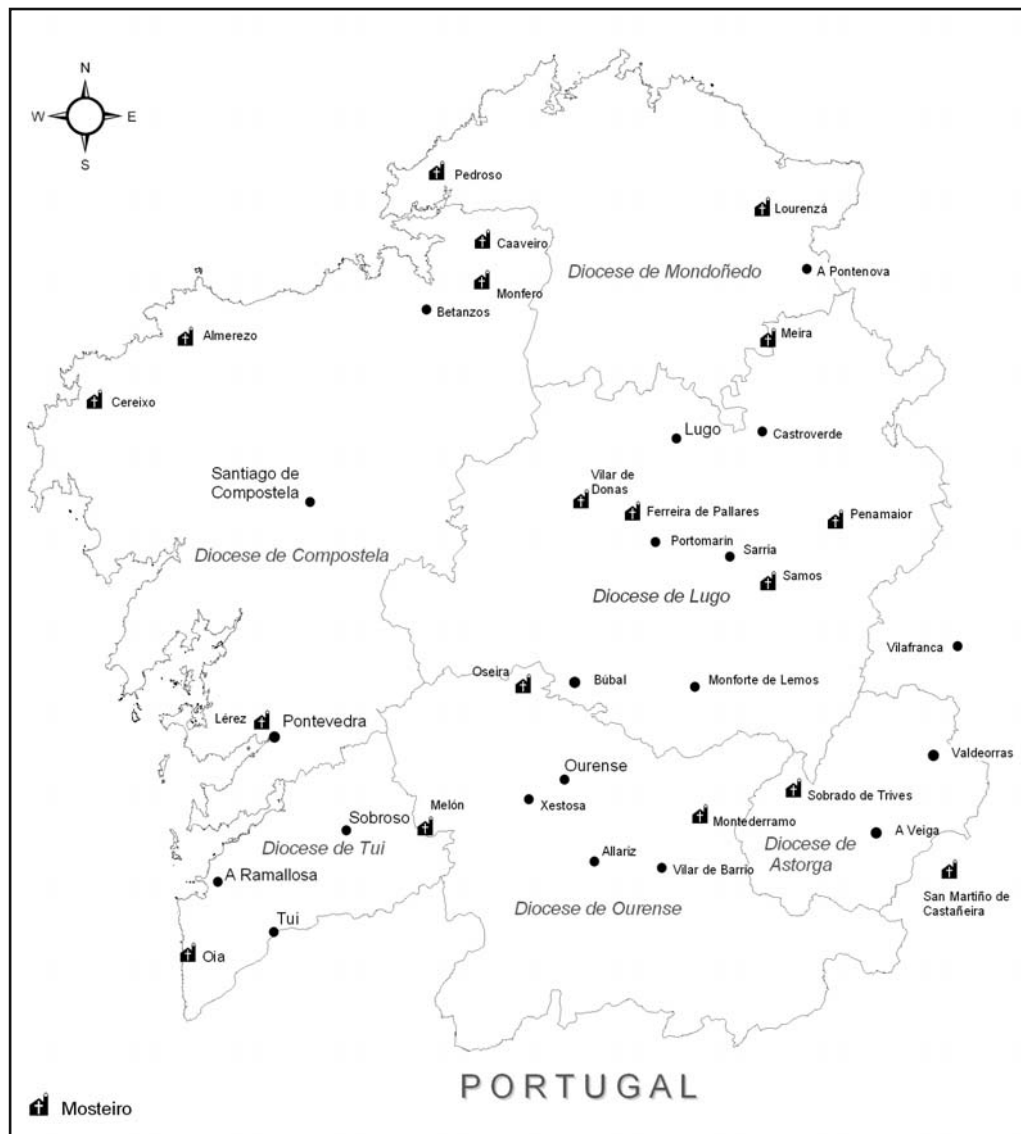 N
W
E
S
Pedroso
Lourenzá
Caaveiro
Diocese de Mondoñedo
A Pontenova
Monfero
Betanzos
Almerezo
Meira
Cereixo
Lugo
Castroverde
Santiago de
Compostela
Vilar de
Donas
Ferreira de Pallares
Penamaior
Portomarin
Sarria
Diocese de Compostela
Samos
Diocese de Lugo
Vilafranca
Oseira
Búbal
Monforte de Lemos
Lérez
Pontevedra
Valdeorras
Ourense
Sobrado de Trives
Xestosa
Melón
Montederramo
Sobroso
A Veiga
Diocese de Tui
Diocese de
Astorga
Allariz
Vilar de Barrio
A Ramallosa
San Martiño de
Castañeira
Diocese de Ourense
Tui
Oia
PORTUGAL
Mosteiro